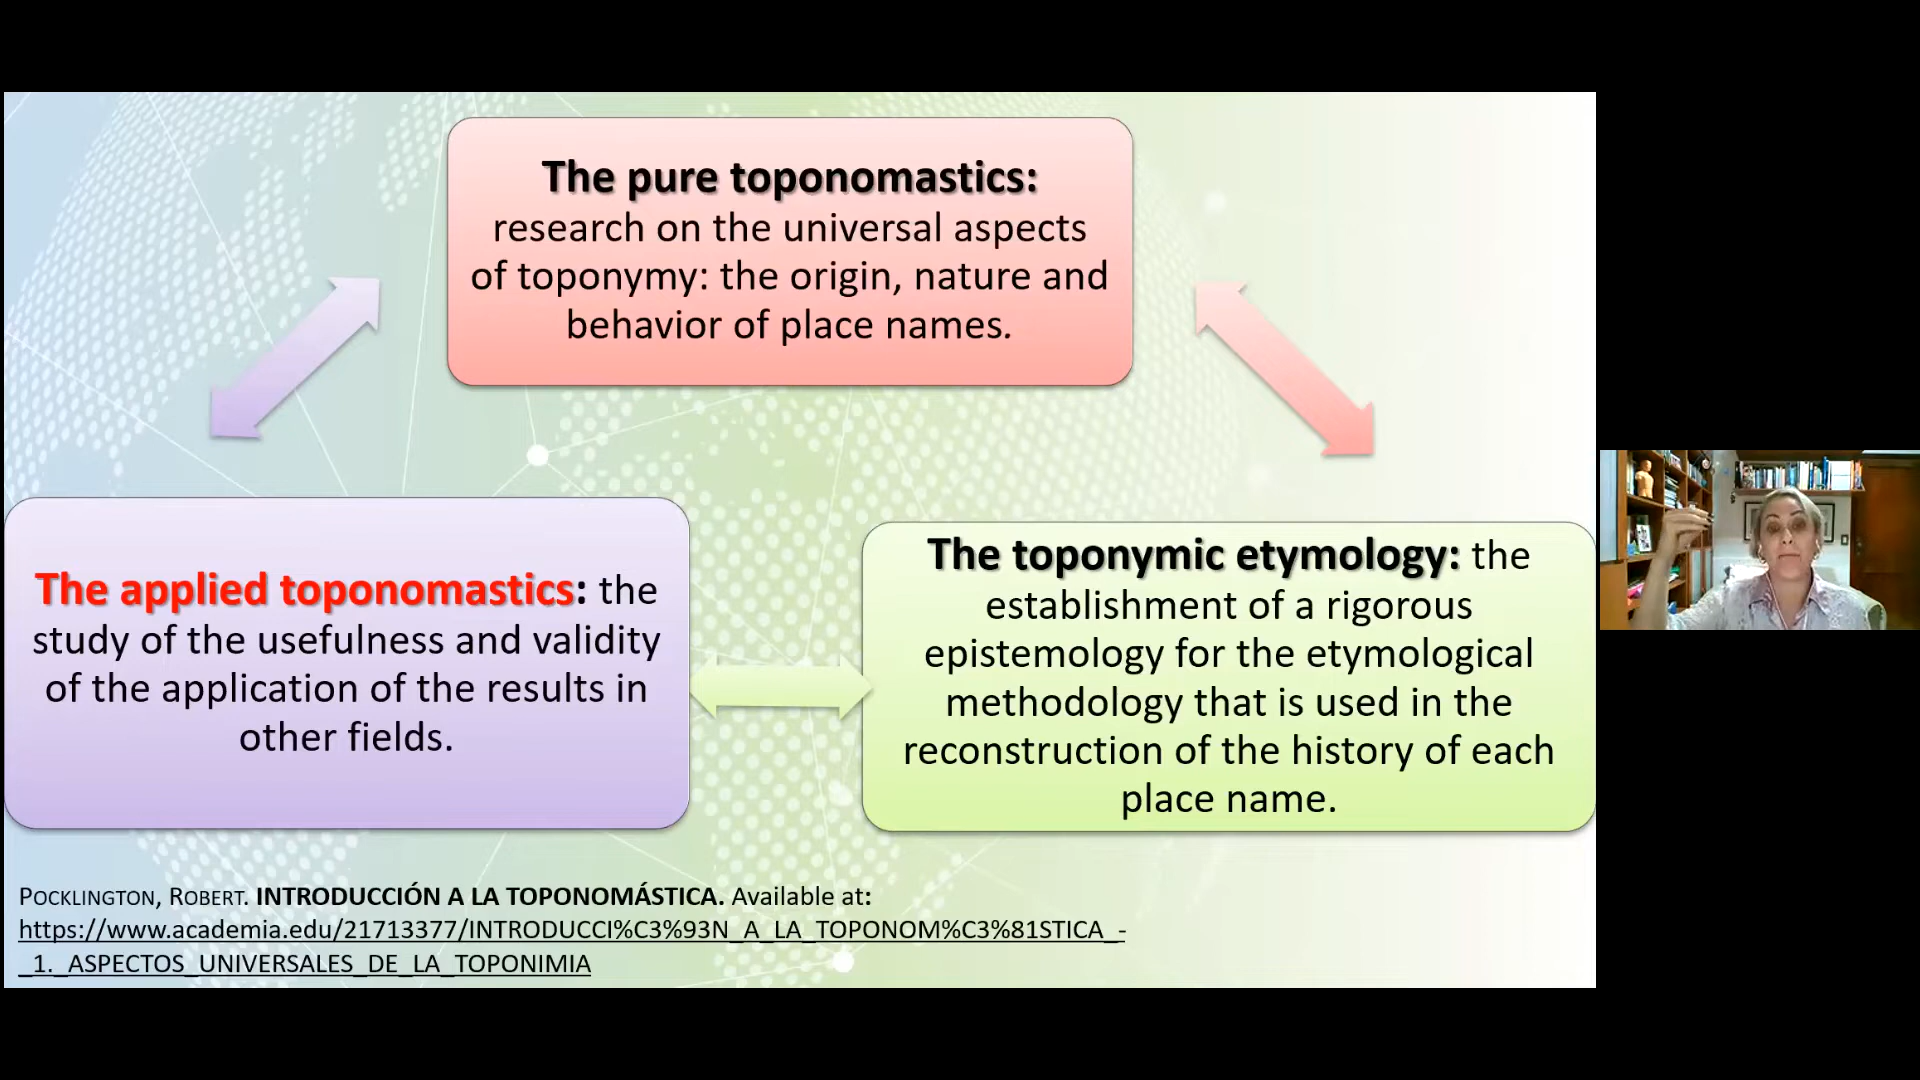 The pure toponomastics:
research on the universal aspects
of toponymy: the origin, nature and
behavior of place names.
The applied toponomastics: the
study of the usefulness and validity
of the application of the results in
other fields.
The toponymic etymology: the
establishment of a rigorous
epistemology for the etymological
methodology that is used in the
reconstruction of the history of each
place name.
POCKLINGTON, ROBERT. INTRODUCCIÓN A LA TOPONOMÁSTICA. Available at:
https://www.academia.edu/21713377/INTRODUCCI%C3%93N_A_LA_TOPONOM%C3%81STICA_-
_1._ASPECTOS_UNIVERSALES_DE_LA_TOPONIMIA